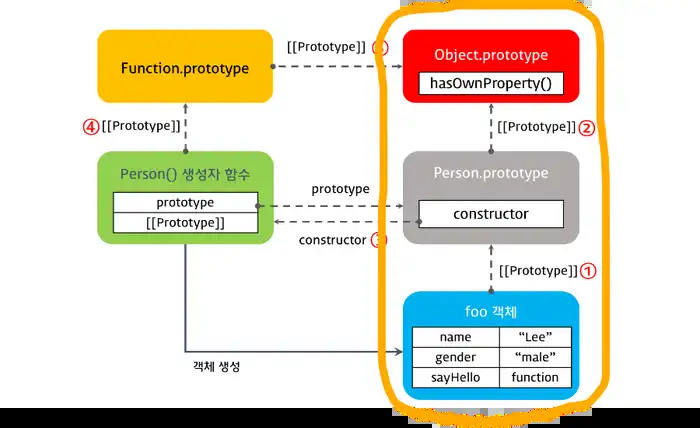 Function.prototype
[[Prototype]]
Object.prototype
hasOwnProperty()
④ [[Prototype]]
[[Prototype]] ②
Person() 생성자 함수
prototype
[[Prototype]]
prototype
constructor ③
Person.prototype
constructor
[[Prototype]] ①
객체 생성
foo 객체
name “Lee”
gender “male”
sayHello function